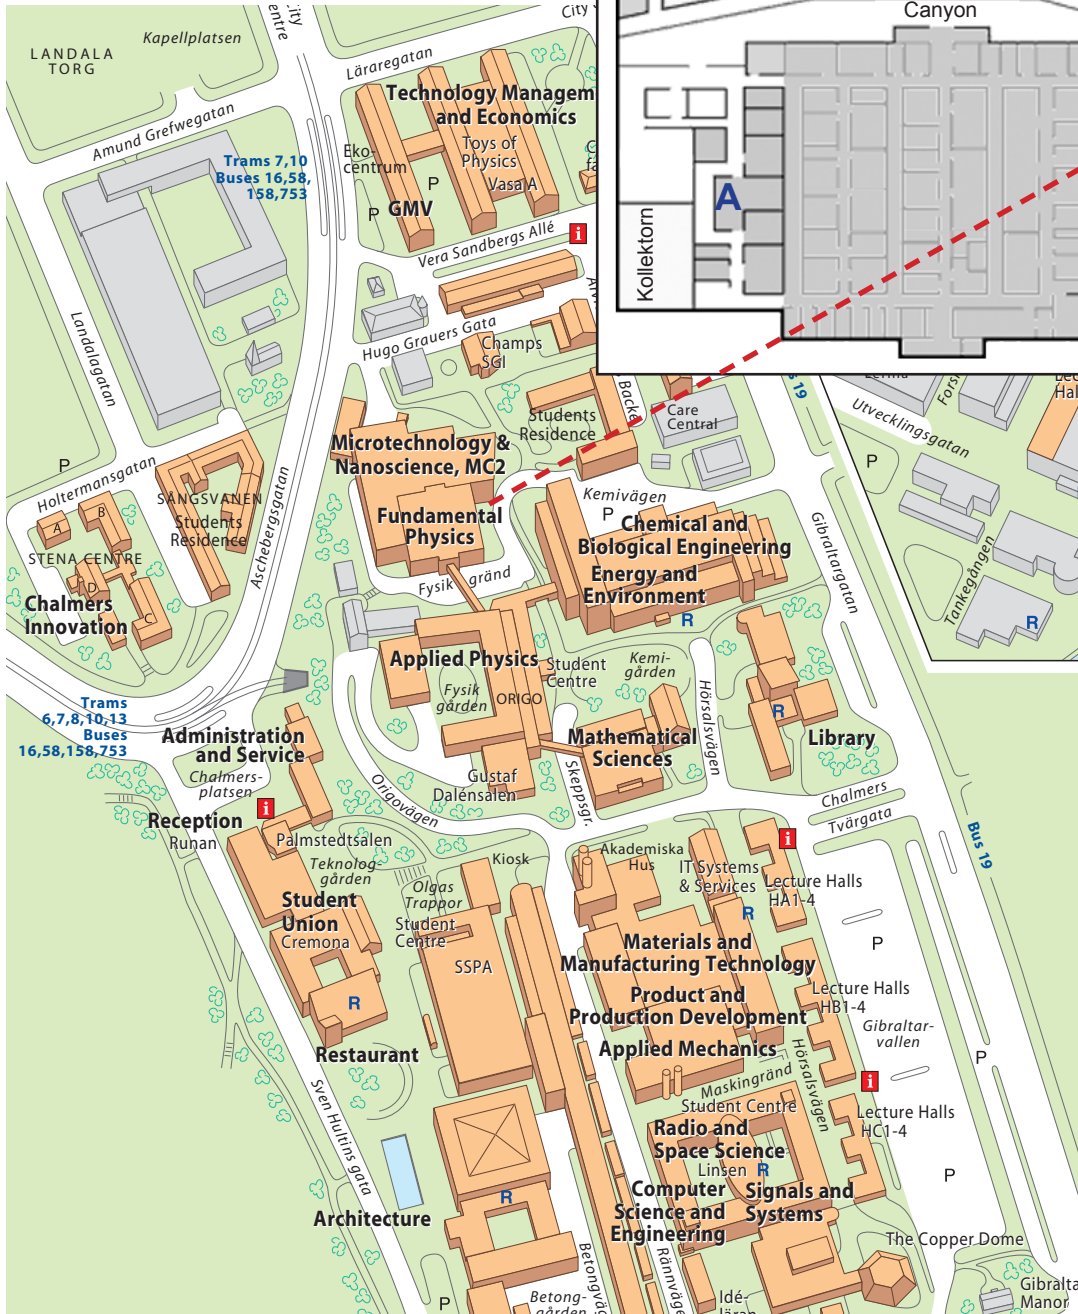 LANDALA
TORG
Kapellplatsen
City
Läraregatan
Amund Grefwegatan
Trams 7,10
Buses 16,58,
158,753
Technology Managem
and Economics
Eko-
centrum
Toys of
Physics
Vasa A
P
P
GMV
Vera Sandbergs Allé
i
Canyon
A
Kollektorn
Landalagatan
Hugo Grauers Gata
Champs
SGI
Students
Residence
Care
Central
Utvecklingsgatan
P
Tankegången
R
Microtechnology &
Nanoscience, MC2
Fundamental
Physics
Kemivägen
P
Chemical and
Biological Engineering
Energy and
Environment
R
Gibraltargatan
P
Holtermansgatan
SÄNGSVANEN
Students
Residence
Aschebergsgatan
A
B
STENA CENTRE
D
C
Chalmers
Innovation
Fysikgränd
Applied Physics
Fysik
gården
ORIGO
Student
Centre
Kemi-
gården
Hörsalsvägen
R
Library
Trams
6,7,8,10,13
Buses
16,58,158,753
Administration
and Service
Chalmers-
platsen
i
Reception
Runan
Palmstedtsalen
Origovägen
Gustaf
Dalénsalen
Mathematical
Sciences
Skeppsgr.
Chalmers
Tvärgata
i
Bus 19
Teknolog-
gården
Olgas
Trappor
Kiosk
Akademiska
Hus
IT Systems
& Services
Lecture Halls
HA1-4
R
Student
Union
Cremona
Student
Centre
SSPA
Materials and
Manufacturing Technology
P
R
Product and
Production Development
Lecture Halls
HB1-4
Gibraltar-
vallen
Restaurant
Applied Mechanics
P
Maskingränd
Hörsalsvägen
i
Sven Hultins gata
Student Centre
Lecture Halls
HC1-4
Radio and
Space Science
Linsen
R
P
Architecture
R
Computer
Science and
Engineering
Signals and
Systems
The Copper Dome
P
Betong-
gården
Gibralta
Manor